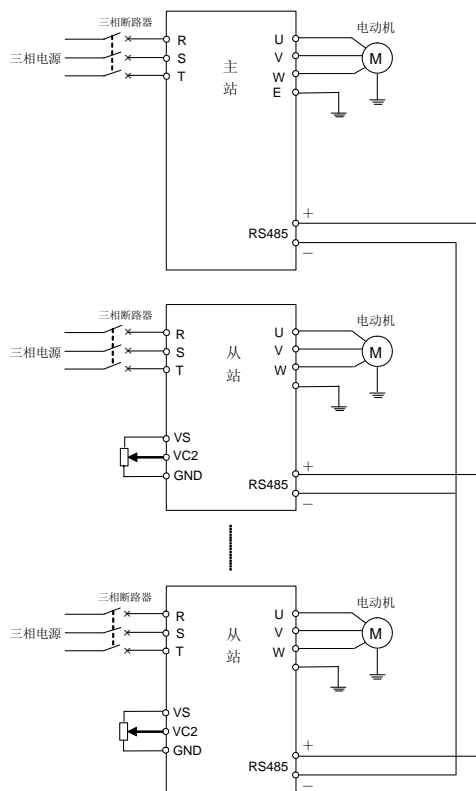 三相断路器
三相电源
R
S
T
主
站
U
V
W
E
电动机
M
RS485
+
−
三相断路器
三相电源
R
S
T
从
站
U
V
W
电动机
M
VS
VC2
GND
RS485
+
−
三相断路器
三相电源
R
S
T
从
站
U
V
W
电动机
M
VS
VC2
GND
RS485
+
−